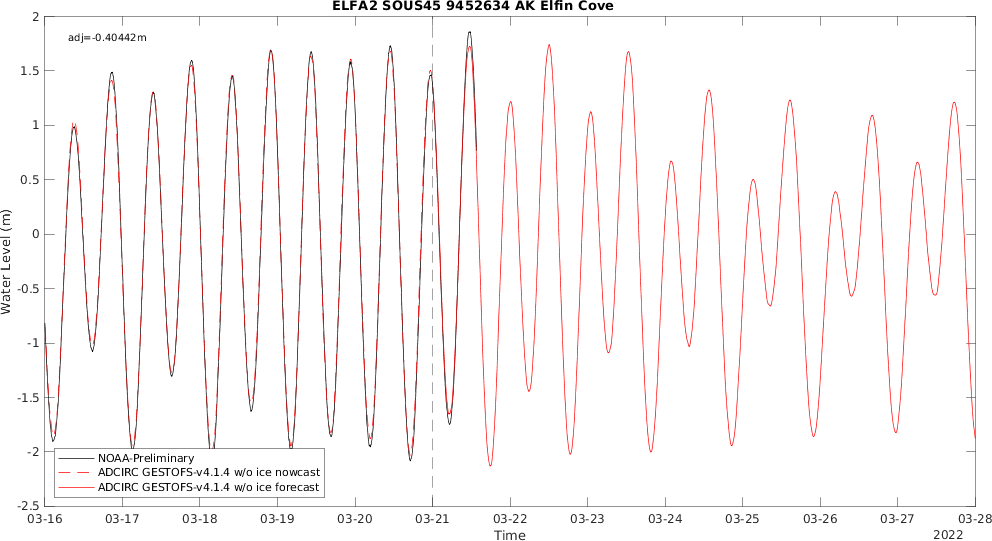 ELFA2 SOUS45 9452634 AK Elfin Cove
adj=-0.40442m
2
1.5
1
0.5
0
-0.5
-1
-1.5
-2
-2.5
Water Level (m)
NOAA-Preliminary
ADCIRC GESTOFS-v4.1.4 w/o ice nowcast
ADCIRC GESTOFS-v4.1.4 w/o ice forecast
03-16 03-17 03-18 03-19 03-20 03-21 03-22 03-23 03-24 03-25 03-26 03-27 03-28
Time
2022